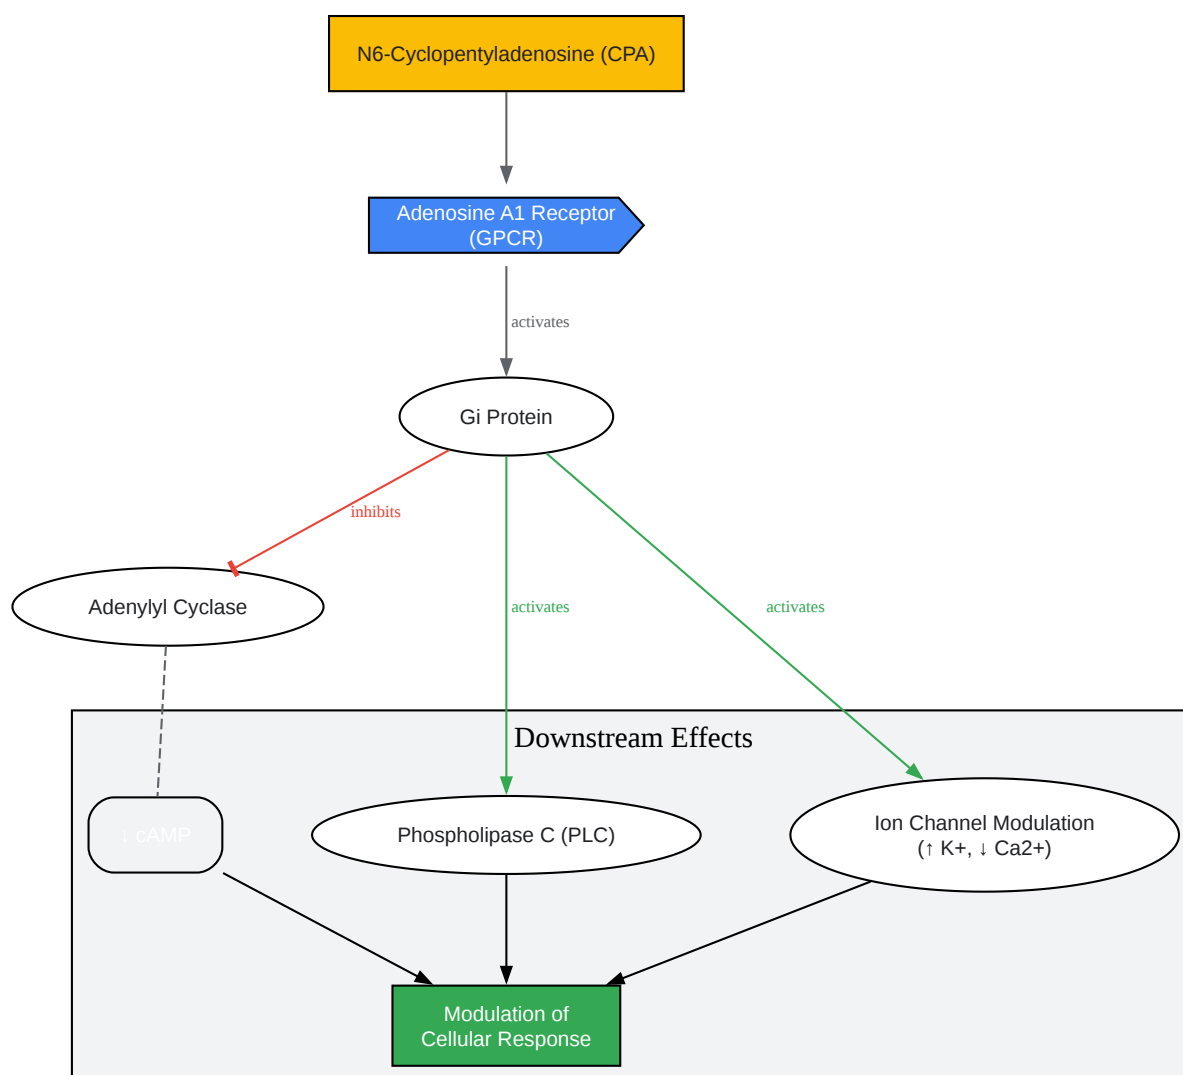 N6-Cyclopentyladenosine (CPA)
Adenosine A1 Receptor
(GPCR)
activates
Gi Protein
inhibits
Adenylyl Cyclase
activates
activates
Downstream Effects
↓ cAMP
Phospholipase C (PLC)
Ion Channel Modulation
(↑ K+, ↓ Ca2+)
Modulation of
Cellular Response